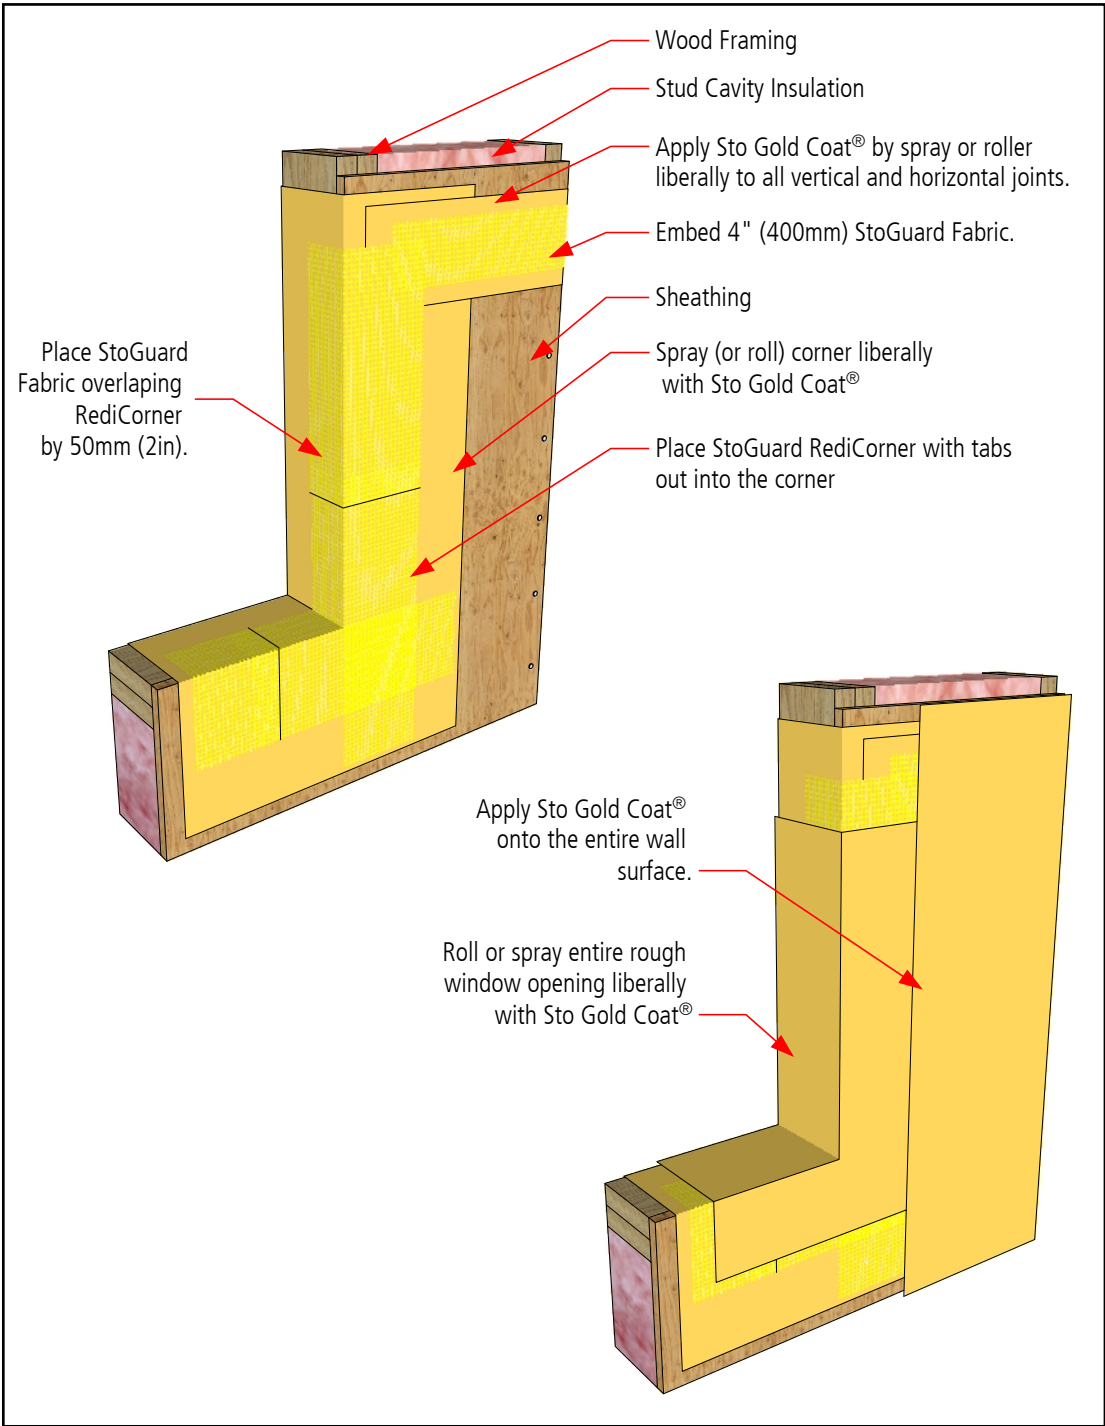 Wood Framing
Stud Cavity Insulation
Apply Sto Gold Coat® by spray or roller
liberally to all vertical and horizontal joints.
Embed 4" (400mm) StoGuard Fabric.
Sheathing
Spray (or roll) corner liberally
with Sto Gold Coat®
Place StoGuard RediCorner with tabs
out into the corner
Place StoGuard
Fabric overlaping
RediCorner
by 50mm (2in).
Apply Sto Gold Coat®
onto the entire wall
surface.
Roll or spray entire rough
window opening liberally
with Sto Gold Coat®